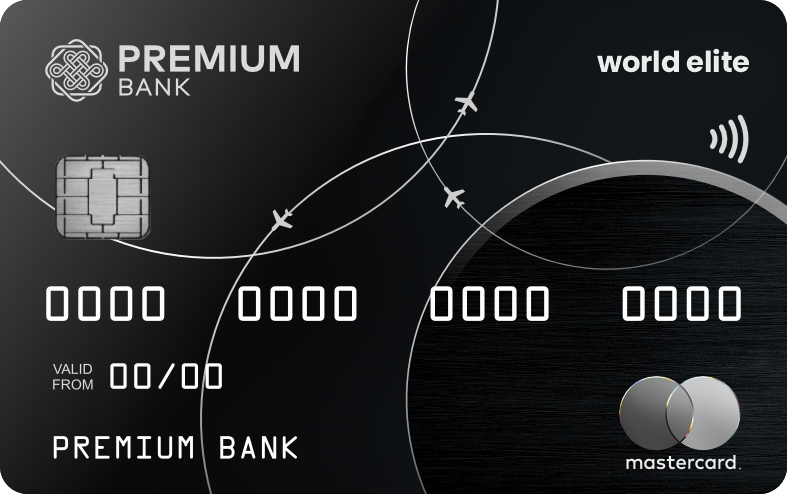 PREMIUM
BANK
world elite
0000 0000 0000 0000
VALID
FROM 00/00
PREMIUM BANK
mastercard.